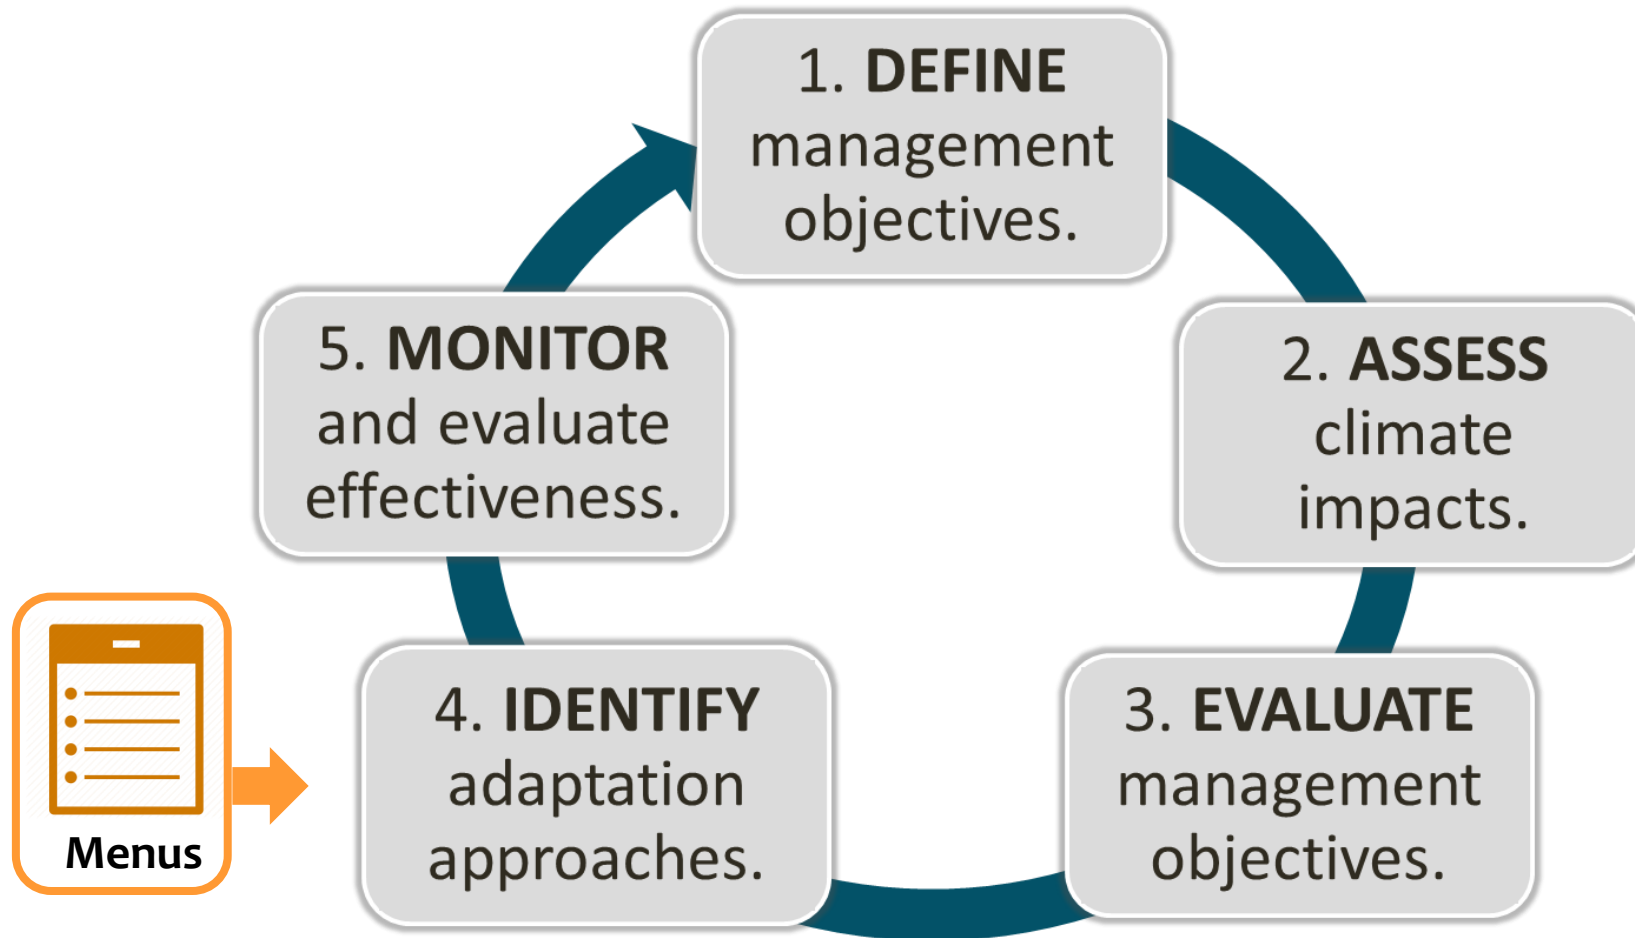 1. DEFINE
management
objectives.
2. ASSESS
climate
impacts.
3. EVALUATE
management
objectives.
4. IDENTIFY
adaptation
approaches.
5. MONITOR
and evaluate
effectiveness.
Menus